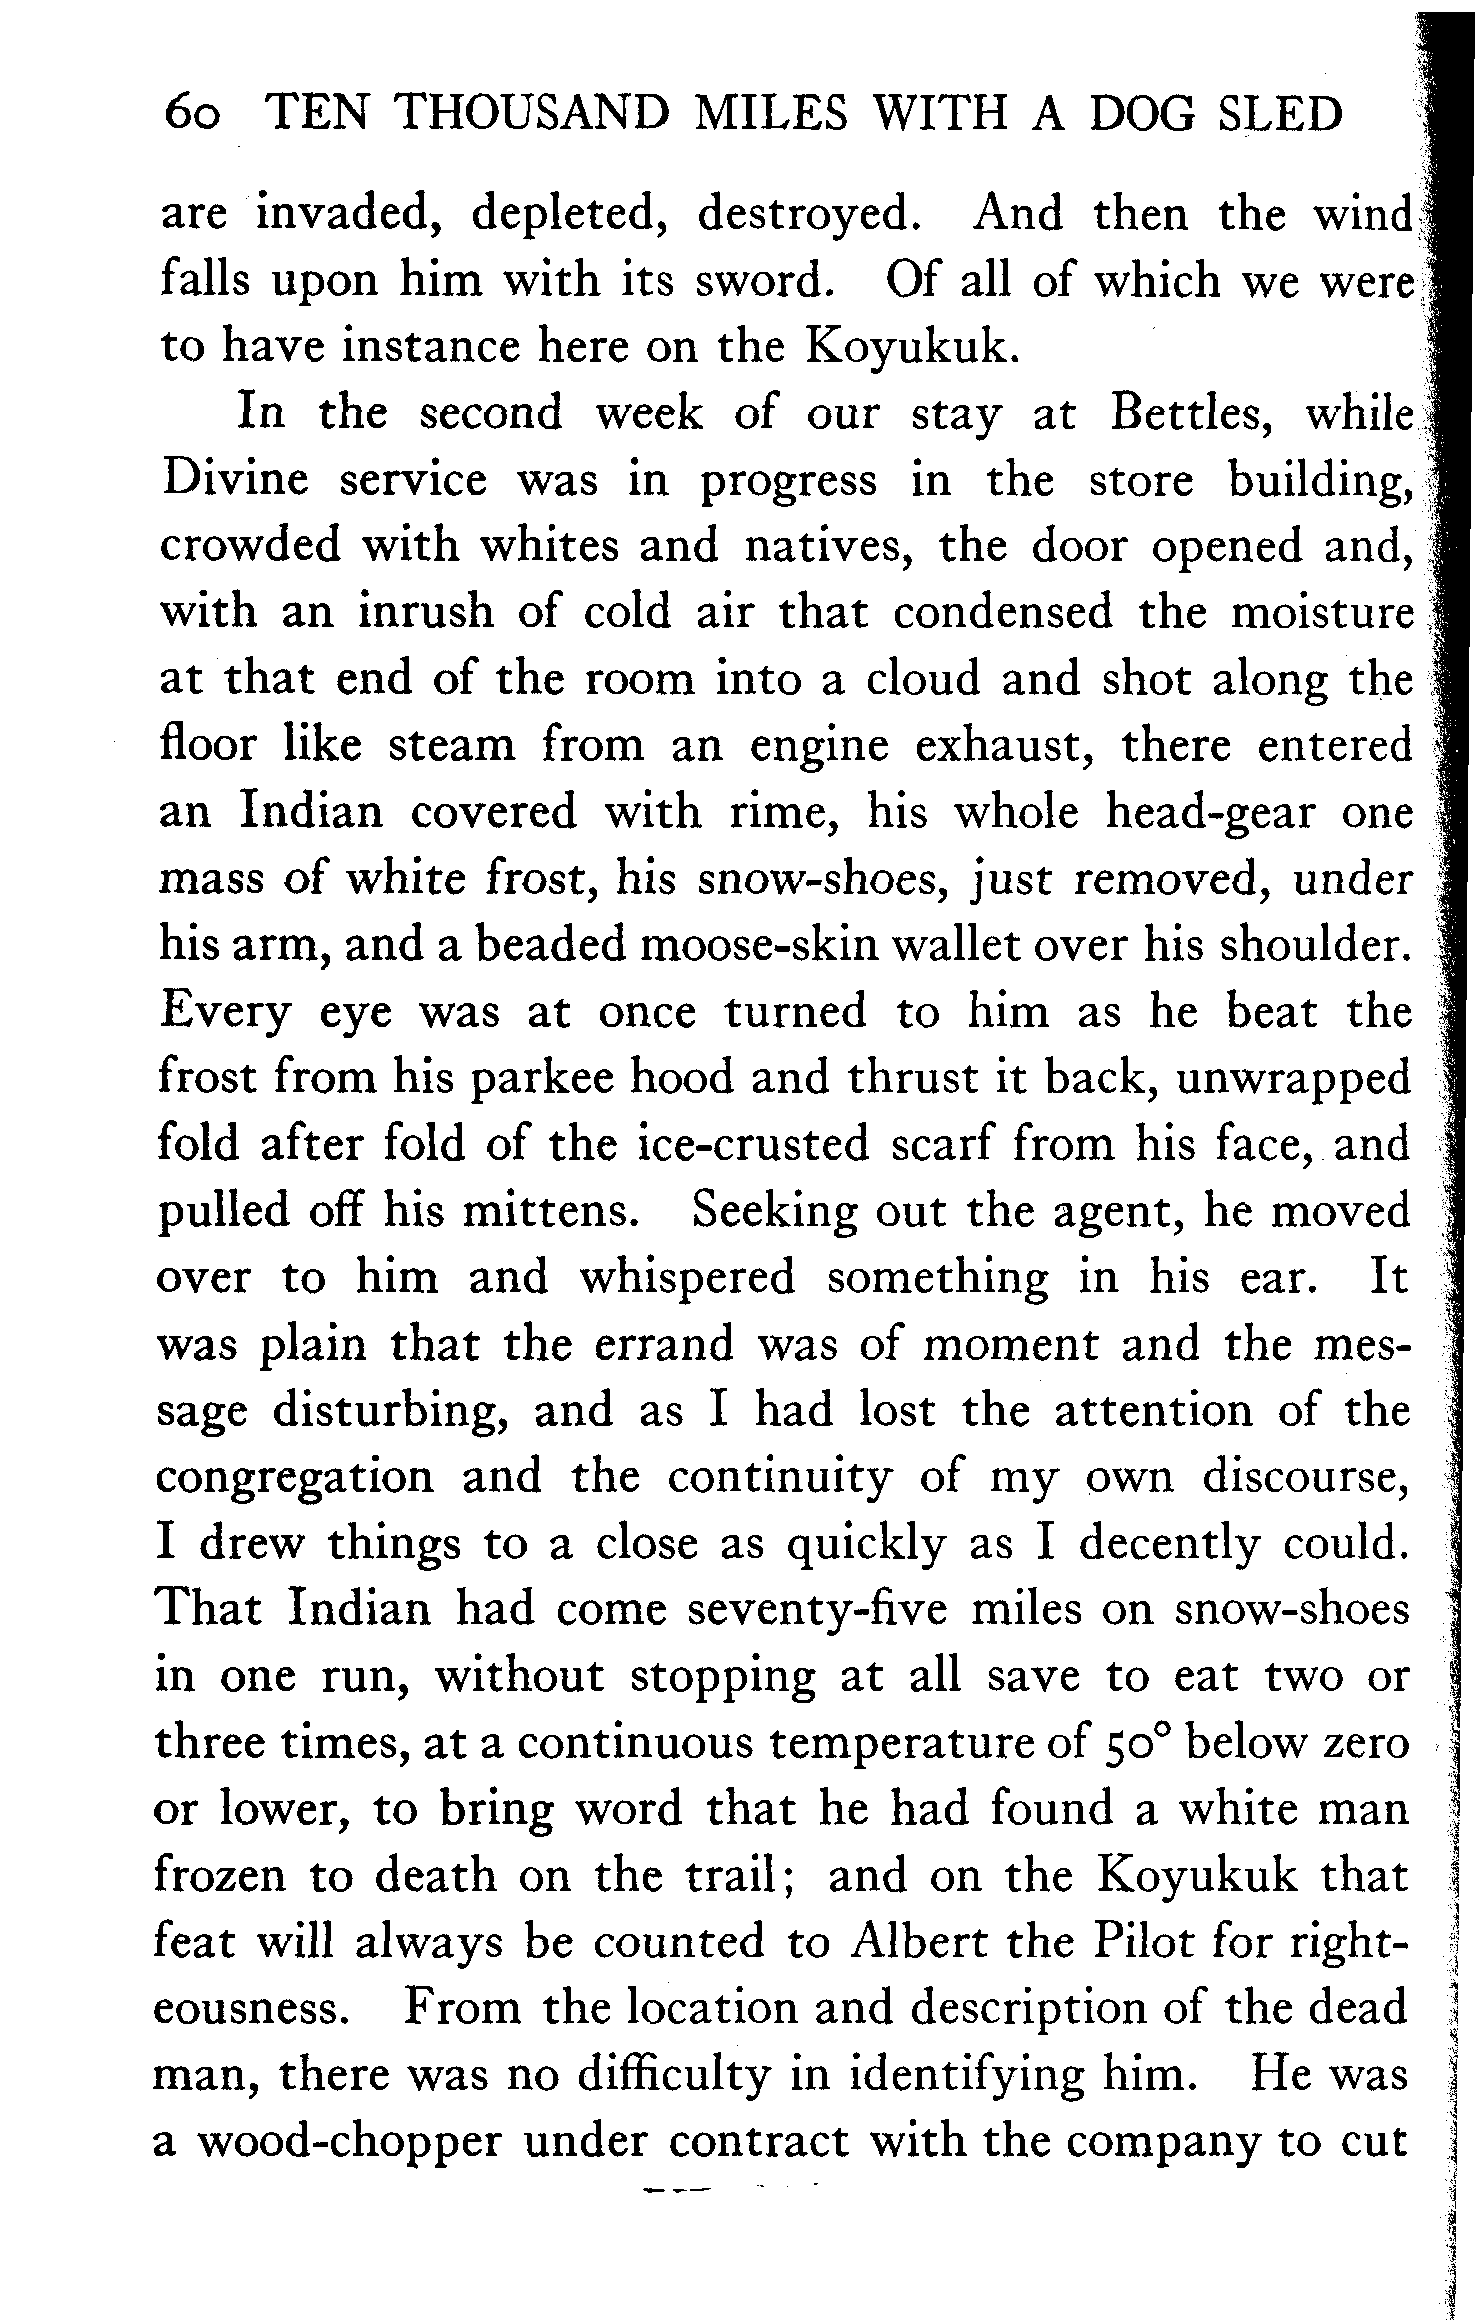 60 TEN THOUSAND MILES WITH A DOG SLED
are invaded, depleted, destroyed. And then the wind
falls upon him with its sword. Of all of which we were
to have instance here on the Koyukuk.
In the second week of our stay at Bettles, while
Divine service was in progress in the store building,
crowded with whites and natives, the door opened and,
with an inrush of cold air that condensed the moisture
at that end of the room into a cloud and shot along the
floor like steam from an engine exhaust, there entered
an Indian covered with rime, his whole head-gear one
mass of white frost, his snow-shoes, just removed, under
his arm, and a beaded moose-skin wallet over his shoulder.
Every eye was at once turned to him as he beat the
frost from his parkee hood and thrust it back, unwrapped
fold after fold of the ice-crusted scarf from his face, and
pulled off his mittens. Seeking out the agent, he moved
over to him and whispered something in his ear. It
was plain that the errand was of moment and the mes-
sage disturbing, and as I had lost the attention of the
congregation and the continuity of my own discourse,
I drew things to a close as quickly as I decently could.
That Indian had come seventy-five miles on snow-shoes
in one run, without stopping at all save to eat two or
three times, at a continuous temperature of 50° below zero
or lower, to bring word that he had found a white man
frozen to death on the trail; and on the Koyukuk that
feat will always be counted to Albert the Pilot for right-
eousness. From the location and description of the dead
man, there was no difficulty in identifying him. He was
a wood-chopper under contract with the company to cut